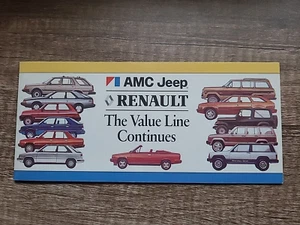 AMC Jeep
RENAULT
The Value Line
Continues